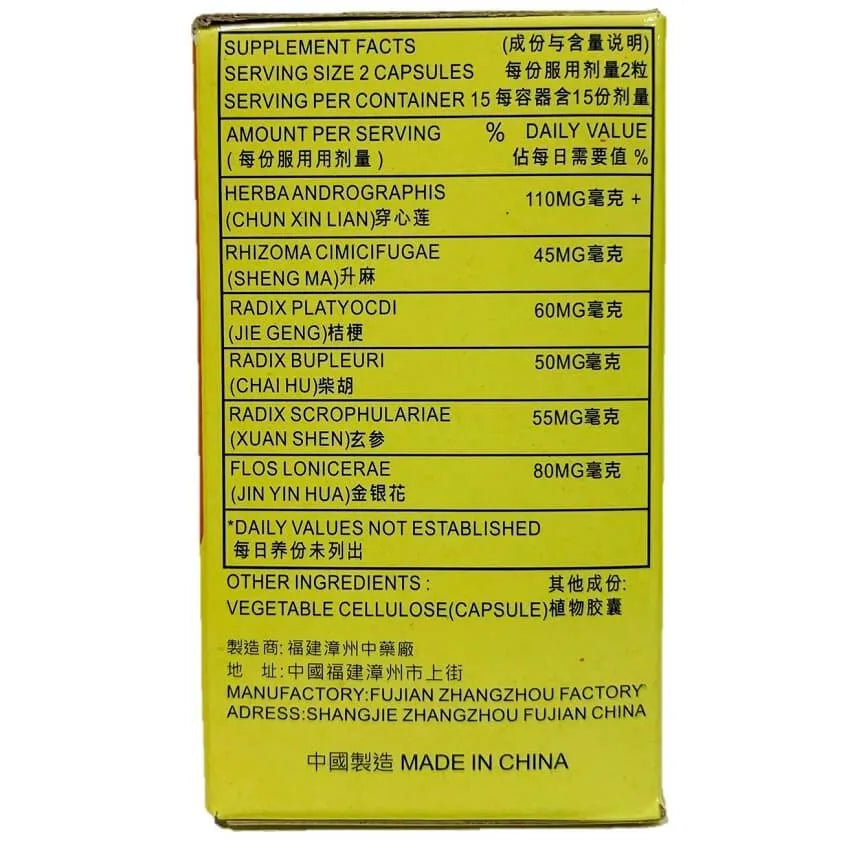 SUPPLEMENT FACTS (成份与含量说明)
SERVING SIZE 2 CAPSULES 每份服用剂量2粒
SERVING PER CONTAINER 15 每容器含15份剂量
AMOUNT PER SERVING % DAILY VALUE
(每份服用用剂量) 佔每日需要值 %
HERBA ANDROGRAPHIS 110MG毫克 +
(CHUN XIN LIAN)穿心莲
RHIZOMA CIMICIFUGAE 45MG毫克
(SHENG MA)升麻
RADIX PLATYOCDI 60MG毫克
(JIE GENG)桔梗
RADIX BUPLEURI 50MG毫克
(CHAI HU)柴胡
RADIX SCROPHULARIAE 55MG毫克
(XUAN SHEN)玄参
FLOS LONICERAE 80MG毫克
(JIN YIN HUA)金银花
*DAILY VALUES NOT ESTABLISHED
每日养份未列出
OTHER INGREDIENTS : 其他成份:
VEGETABLE CELLULOSE(CAPSULE)植物胶囊
製造商:福建漳州中藥廠
地 址:中國福建漳州市上街
MANUFACTORY:FUJIAN ZHANGZHOU FACTORY
ADRESS:SHANGJIE ZHANGZHOU FUJIAN CHINA
中國製造 MADE IN CHINA